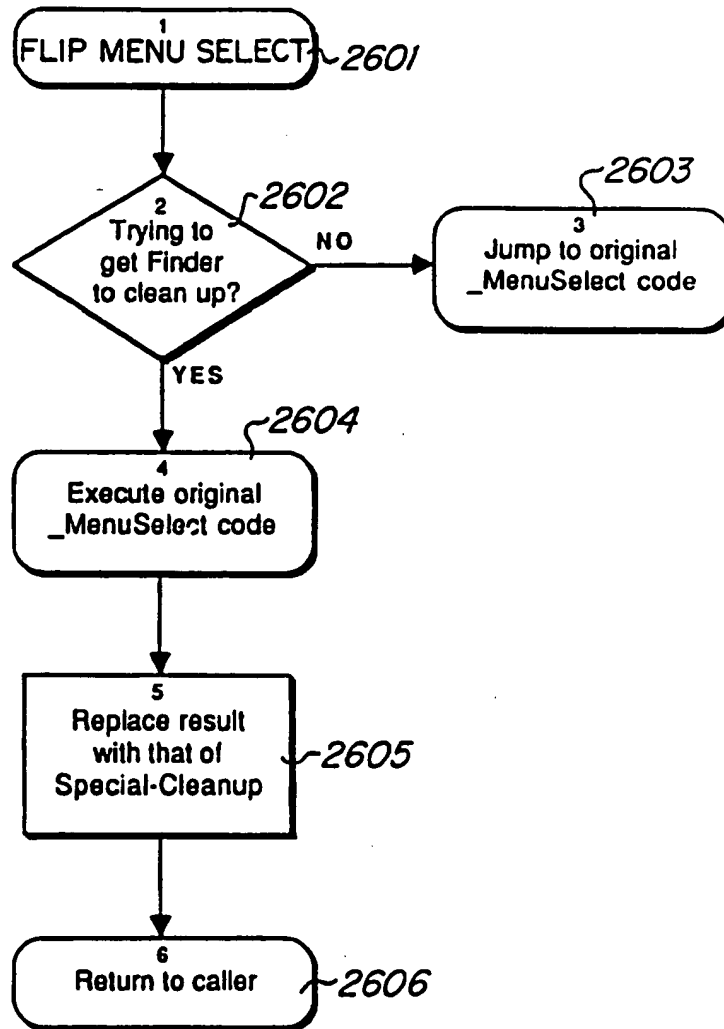 1
FLIP MENU SELECT
2601
2602
2
Trying to
get Finder
to clean up?
NO
2603
3
Jump to original
_MenuSelect code
YES
2604
4
Execute original
_MenuSelect code
5
Replace result
with that of
Special-Cleanup
2605
6
Return to caller
2606